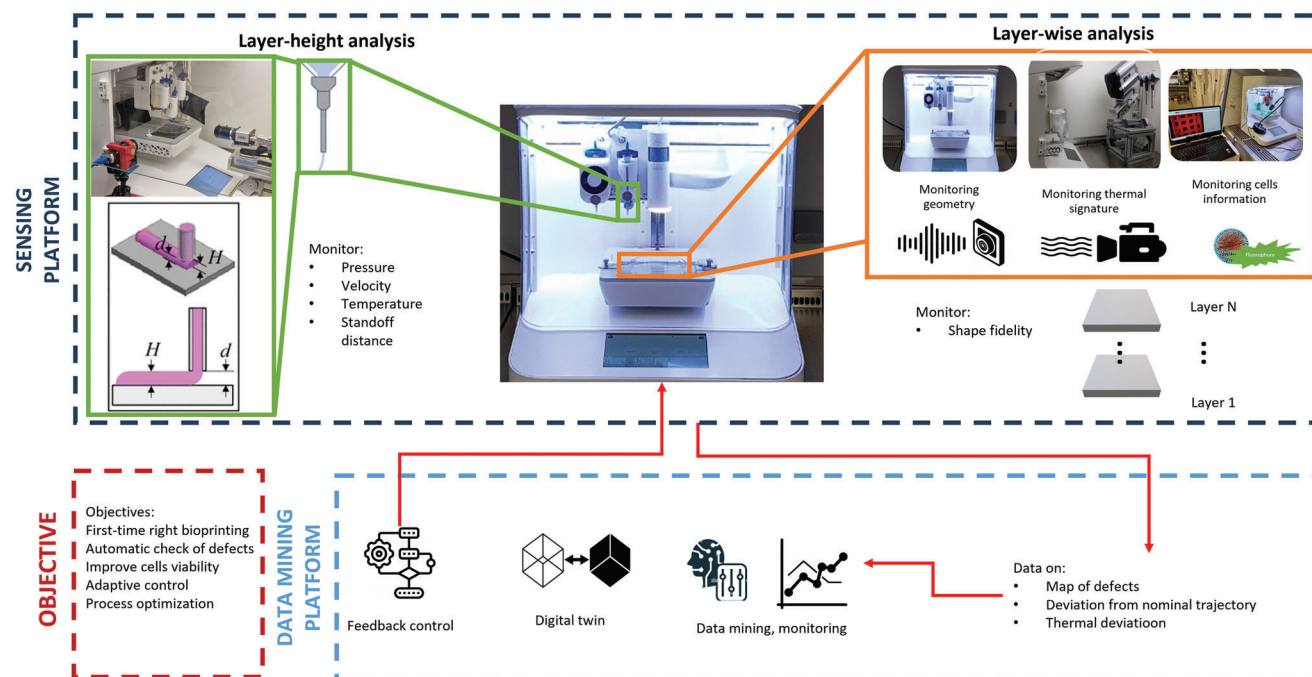 SENSING
PLATFORM
Layer-height analysis
d
H
H
d
Monitor:
• Pressure
• Velocity
• Temperature
• Standoff
distance
Layer-wise analysis
Monitoring
geometry
Monitoring thermal
signature
Monitoring cells
information
Fluorophore
Monitor:
• Shape fidelity
Layer N
Layer 1
OBJECTIVE
Objectives:
First-time right bioprinting
Automatic check of defects
Improve cells viability
Adaptive control
Process optimization
DATA MINING
PLATFORM
Feedback control
Digital twin
Data mining, monitoring
Data on:
• Map of defects
• Deviation from nominal trajectory
• Thermal deviatioon